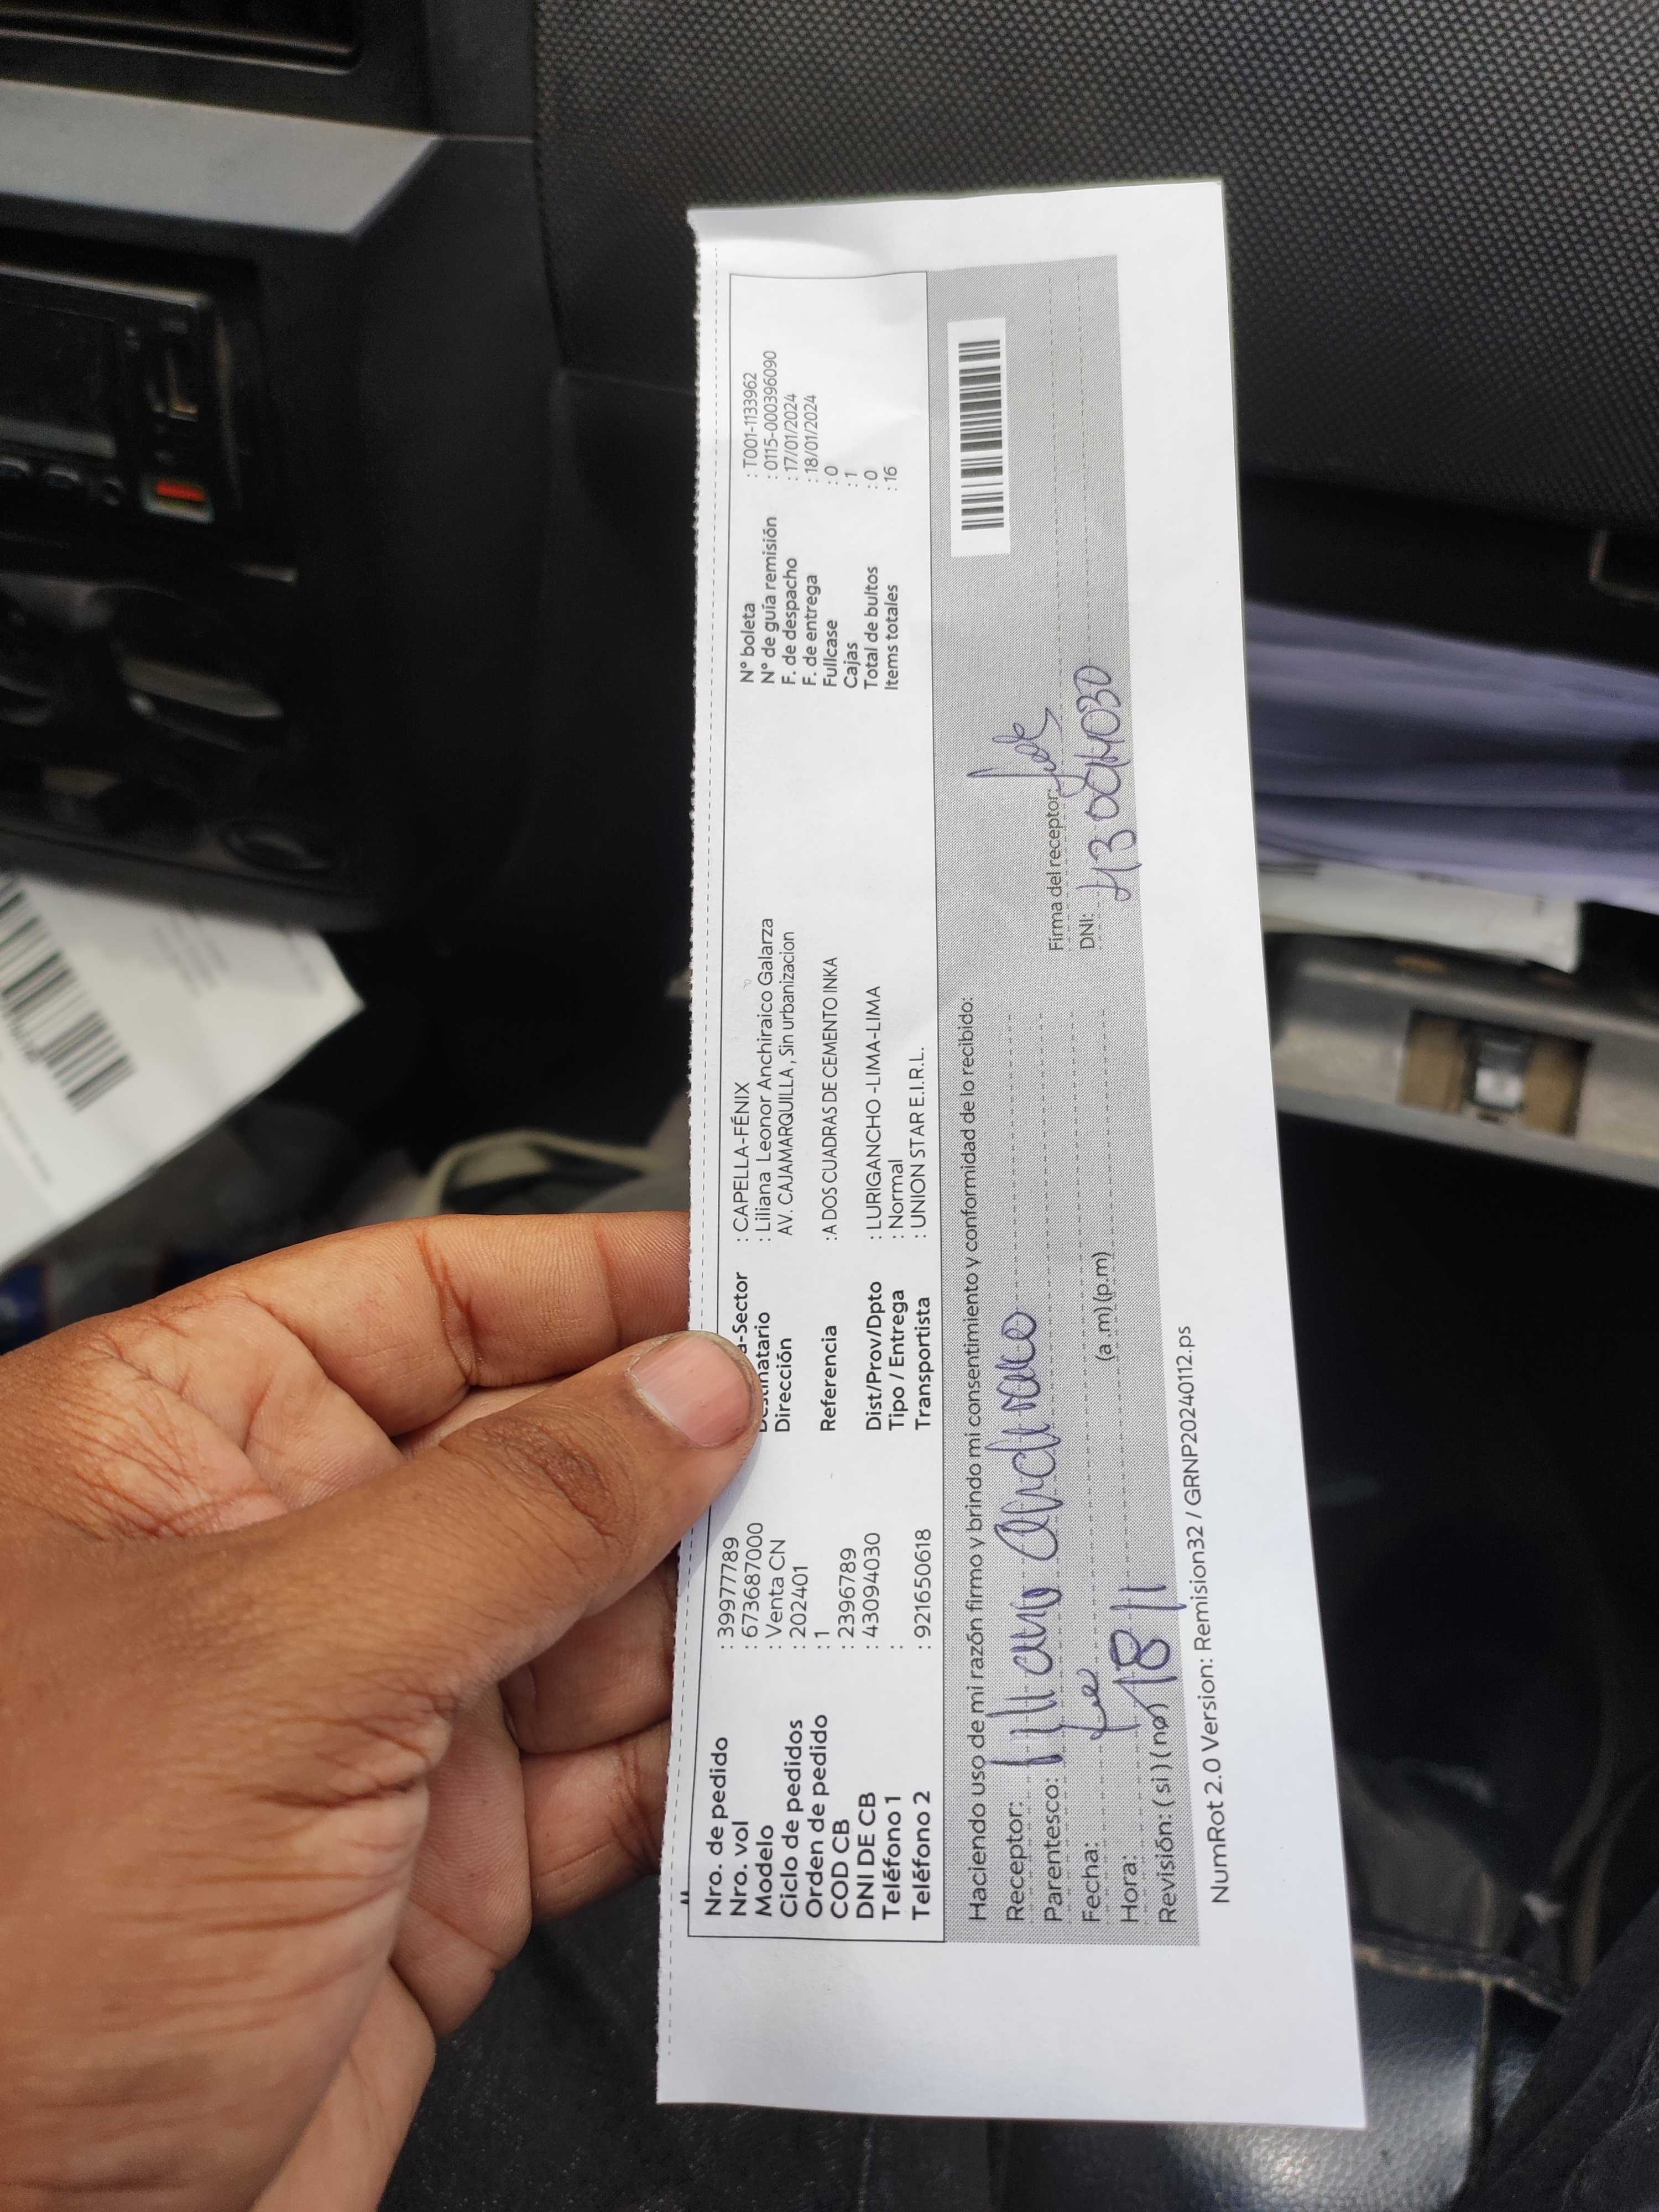 Nro. de pedido : 39977789
Nro. vol : 673687000
Modelo : Venta CN
Ciclo de pedidos : 202401
Orden de pedido : 1
COD CB : 2396789
DNI DE CB : 43094030
Teléfono 1 :
Teléfono 2 : 921650618
-Sector : CAPELLA-FÉNIX
Destinatario : Liliana Leonor Anchiraico Galarza
Dirección AV. CAJAMARQUILLA , Sin urbanizacion
Referencia : A DOS CUADRAS DE CEMENTO INKA
Dist/Prov/Dpto : LURIGANCHO -LIMA-LIMA
Tipo / Entrega : Normal
Transportista : UNION STAR E.I.R.L.
N° boleta : T001-1133962
N° de guía remisión : 0115-000396090
F. de despacho : 17/01/2024
F. de entrega : 18/01/2024
Fullcase : 0
Cajas : 1
Total de bultos : 0
Items totales : 16
Haciendo uso de mi razón firmo y brindo mi consentimiento y conformidad de lo recibido:
Receptor:
Parentesco:
Fecha:
Hora: 18 11 (a .m) (p.m)
Revisión: ( si ) ( no )
Firma del receptor:
DNI: 43094030
NumRot 2.0 Version: Remision32 / GRNP20240112.ps